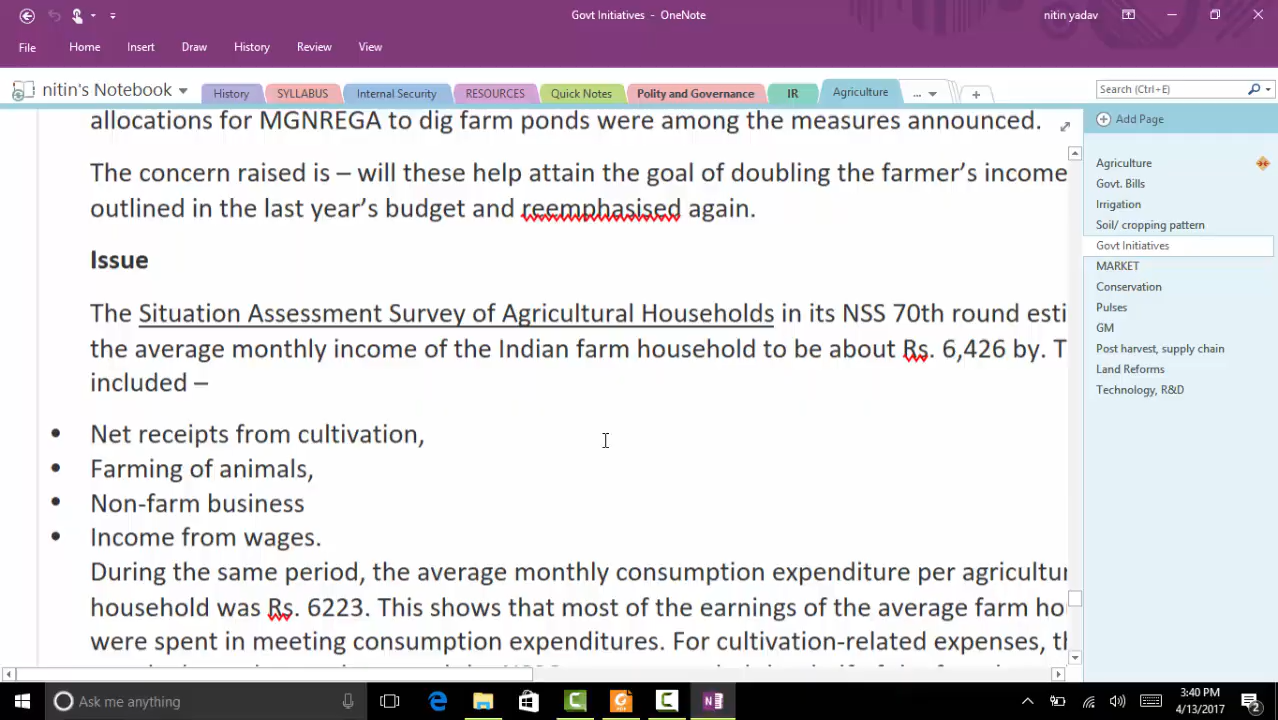 Govt Initiatives - OneNote
nitin yadav
File Home Insert Draw History Review View
nitin's Notebook
History SYLLABUS Internal Security RESOURCES Quick Notes Polity and Governance IR Agriculture ...
Search (Ctrl+E)
Add Page
Agriculture
Govt. Bills
Irrigation
Soil/ cropping pattern
Govt Initiatives
MARKET
Conservation
Pulses
GM
Post harvest, supply chain
Land Reforms
Technology, R&D
allocations for MGNREGA to dig farm ponds were among the measures announced.
The concern raised is – will these help attain the goal of doubling the farmer's income
outlined in the last year's budget and reemphasised again.
Issue
The Situation Assessment Survey of Agricultural Households in its NSS 70th round esti
the average monthly income of the Indian farm household to be about Rs. 6,426 by. T
included –
• Net receipts from cultivation,
• Farming of animals,
• Non-farm business
• Income from wages.
During the same period, the average monthly consumption expenditure per agricultur
household was Rs. 6223. This shows that most of the earnings of the average farm ho
were spent in meeting consumption expenditures. For cultivation-related expenses, th
Ask me anything
3:40 PM
4/13/2017
2